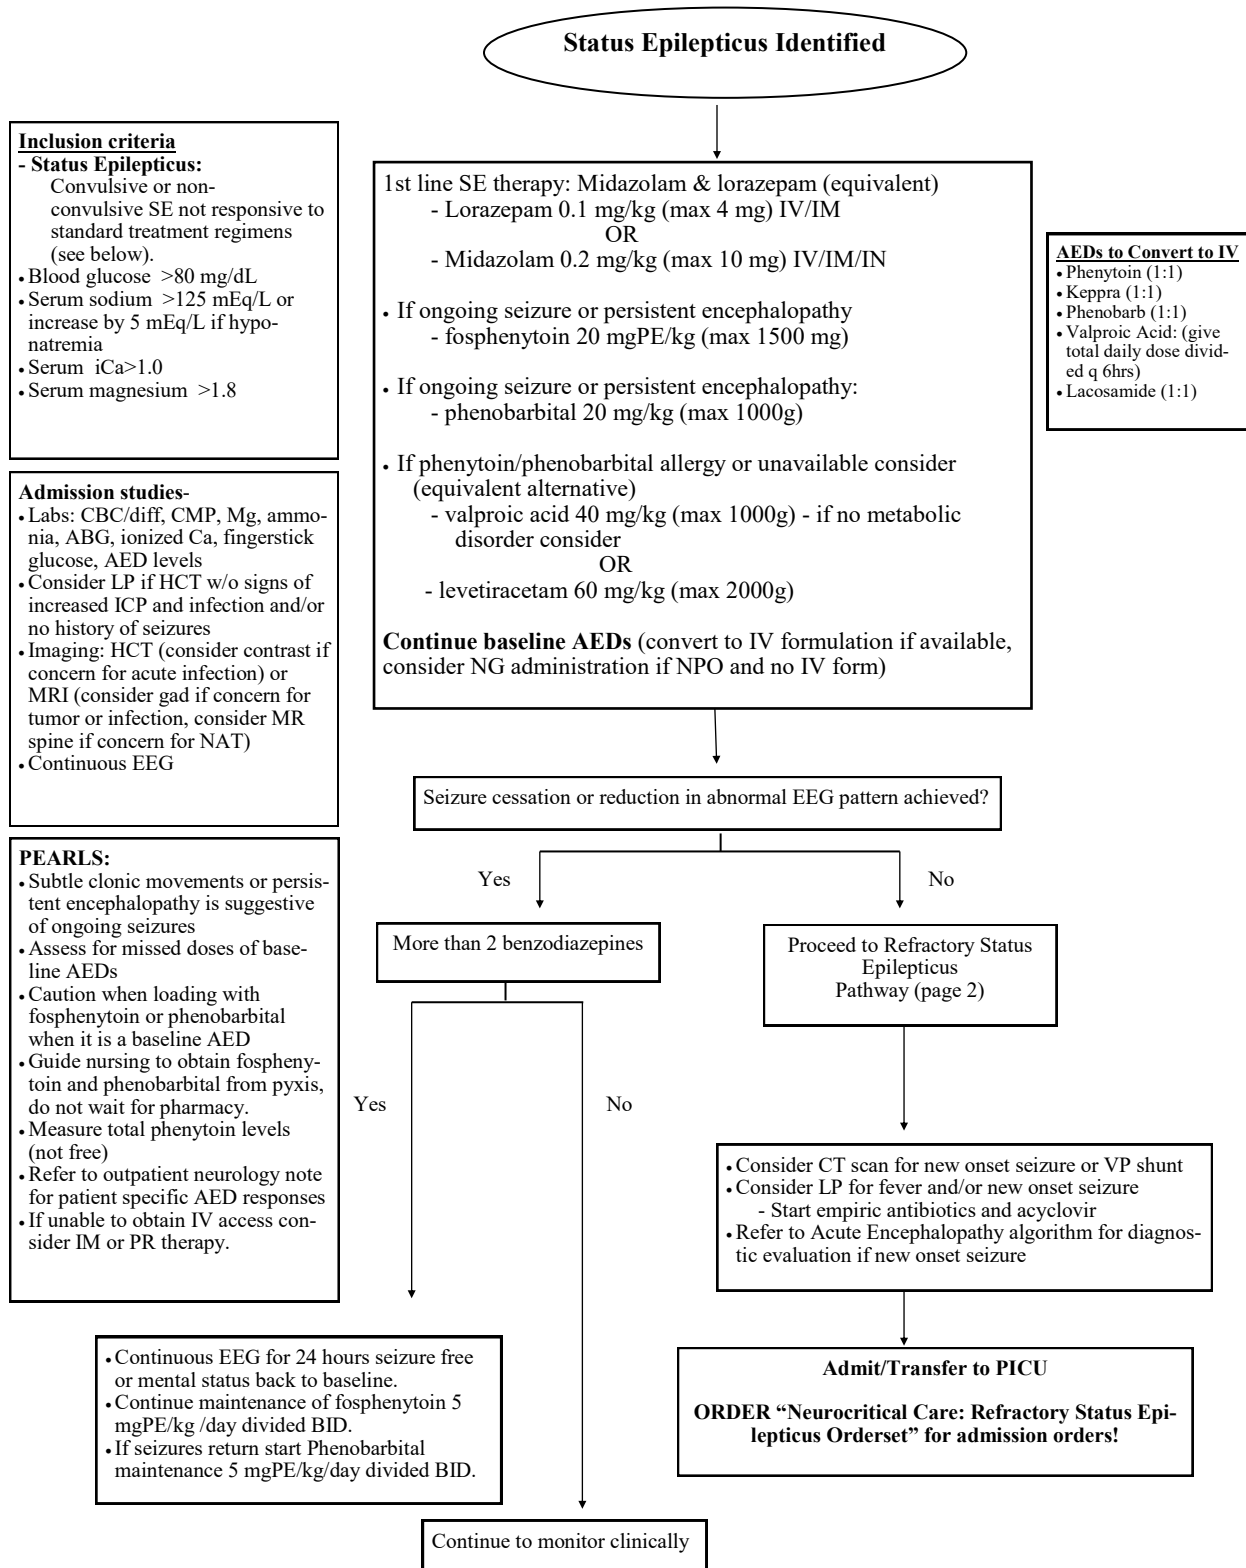 Status Epilepticus Identified
Inclusion criteria
- Status Epilepticus:
Convulsive or non-
convulsive SE not responsive to
standard treatment regimens
(see below).
• Blood glucose >80 mg/dL
• Serum sodium >125 mEq/L or
increase by 5 mEq/L if hypo-
natremia
• Serum iCa>1.0
• Serum magnesium >1.8
1st line SE therapy: Midazolam & lorazepam (equivalent)
- Lorazepam 0.1 mg/kg (max 4 mg) IV/IM
OR
- Midazolam 0.2 mg/kg (max 10 mg) IV/IM/IN
• If ongoing seizure or persistent encephalopathy
- fosphenytoin 20 mgPE/kg (max 1500 mg)
• If ongoing seizure or persistent encephalopathy:
- phenobarbital 20 mg/kg (max 1000g)
• If phenytoin/phenobarbital allergy or unavailable consider
(equivalent alternative)
- valproic acid 40 mg/kg (max 1000g) - if no metabolic
disorder consider
OR
- levetiracetam 60 mg/kg (max 2000g)
Continue baseline AEDs (convert to IV formulation if available,
consider NG administration if NPO and no IV form)
AEDs to Convert to IV
• Phenytoin (1:1)
• Keppra (1:1)
• Phenobarb (1:1)
• Valproic Acid: (give
total daily dose divid-
ed q 6hrs)
• Lacosamide (1:1)
Admission studies-
• Labs: CBC/diff, CMP, Mg, ammo-
nia, ABG, ionized Ca, fingerstick
glucose, AED levels
• Consider LP if HCT w/o signs of
increased ICP and infection and/or
no history of seizures
• Imaging: HCT (consider contrast if
concern for acute infection) or
MRI (consider gad if concern for
tumor or infection, consider MR
spine if concern for NAT)
• Continuous EEG
PEARLS:
• Subtle clonic movements or persis-
tent encephalopathy is suggestive
of ongoing seizures
• Assess for missed doses of base-
line AEDs
• Caution when loading with
fosphenytoin or phenobarbital
when it is a baseline AED
• Guide nursing to obtain fospheny-
toin and phenobarbital from pyxis,
do not wait for pharmacy.
• Measure total phenytoin levels
(not free)
• Refer to outpatient neurology note
for patient specific AED responses
• If unable to obtain IV access con-
sider IM or PR therapy.
Seizure cessation or reduction in abnormal EEG pattern achieved?
Yes
No
More than 2 benzodiazepines
Proceed to Refractory Status
Epilepticus
Pathway (page 2)
Yes
No
• Consider CT scan for new onset seizure or VP shunt
• Consider LP for fever and/or new onset seizure
- Start empiric antibiotics and acyclovir
• Refer to Acute Encephalopathy algorithm for diagnos-
tic evaluation if new onset seizure
• Continuous EEG for 24 hours seizure free
or mental status back to baseline.
• Continue maintenance of fosphenytoin 5
mgPE/kg /day divided BID.
• If seizures return start Phenobarbital
maintenance 5 mgPE/kg/day divided BID.
Admit/Transfer to PICU
ORDER “Neurocritical Care: Refractory Status Epi-
lepticus Orderset” for admission orders!
Continue to monitor clinically